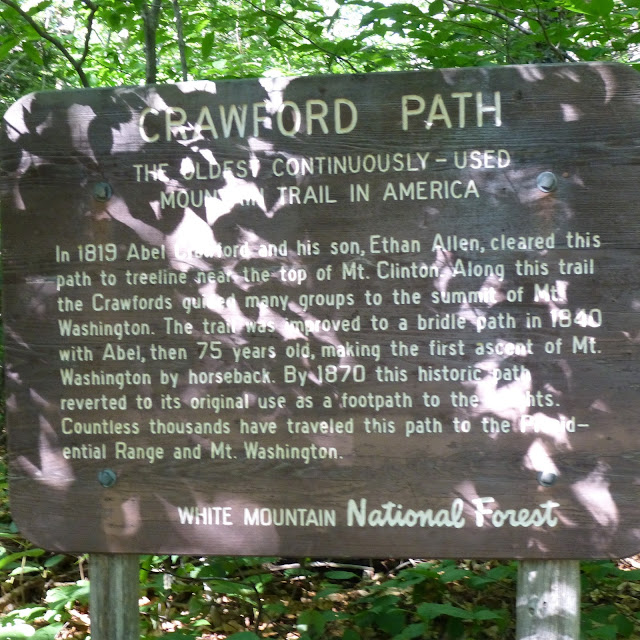 CRAWFORD PATH
THE OLDEST CONTINUOUSLY-USED
MOUNTAIN TRAIL IN AMERICA
In 1819 Abel Crawford and his son, Ethan Allen, cleared this
path to treeline near the top of Mt. Clinton. Along this trail
the Crawfords guided many groups to the summit of Mt.
Washington. The trail was improved to a bridle path in 1840
with Abel, then 75 years old, making the first ascent of Mt.
Washington by horseback. By 1870 this historic path
reverted to its original use as a footpath to the heights.
Countless thousands have traveled this path to the Presid-
ential Range and Mt. Washington.
WHITE MOUNTAIN National Forest